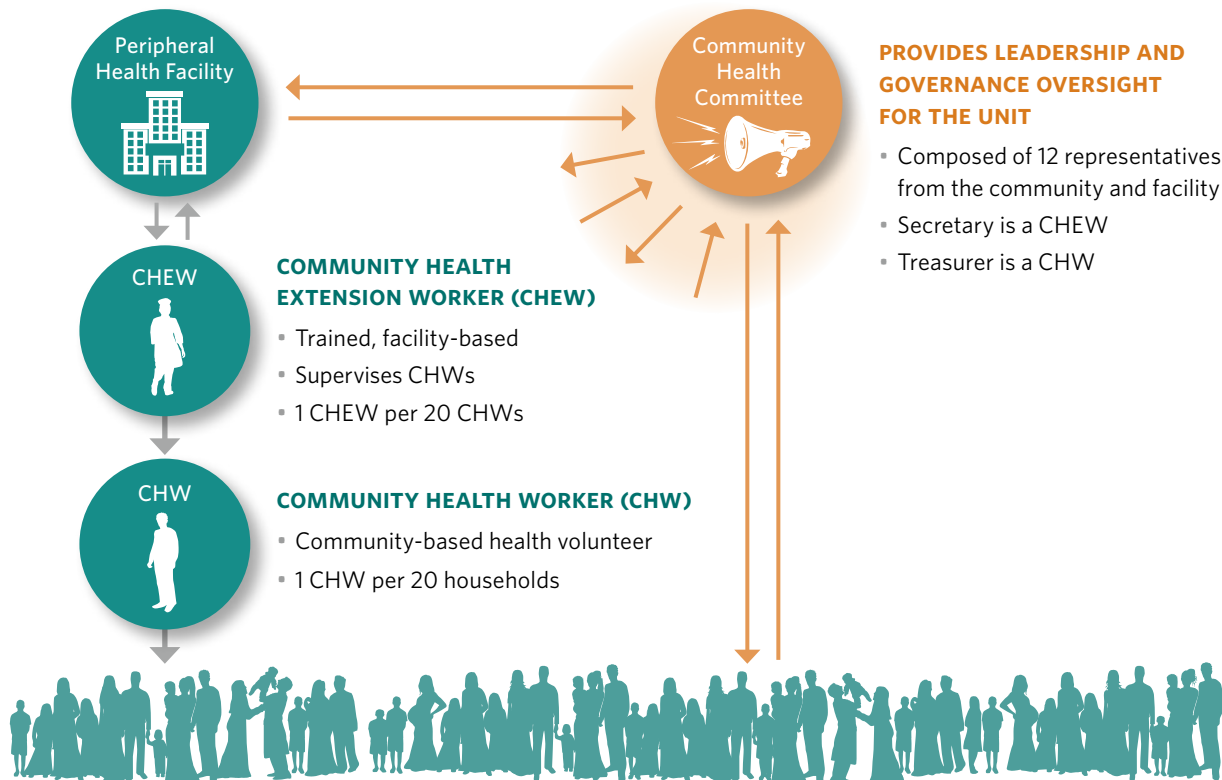 Peripheral
Health Facility
Community
Health
Committee
PROVIDES LEADERSHIP AND
GOVERNANCE OVERSIGHT
FOR THE UNIT
• Composed of 12 representatives
from the community and facility
• Secretary is a CHEW
• Treasurer is a CHW
CHEW
COMMUNITY HEALTH
EXTENSION WORKER (CHEW)
• Trained, facility-based
• Supervises CHWs
• 1 CHEW per 20 CHWs
CHW
COMMUNITY HEALTH WORKER (CHW)
• Community-based health volunteer
• 1 CHW per 20 households